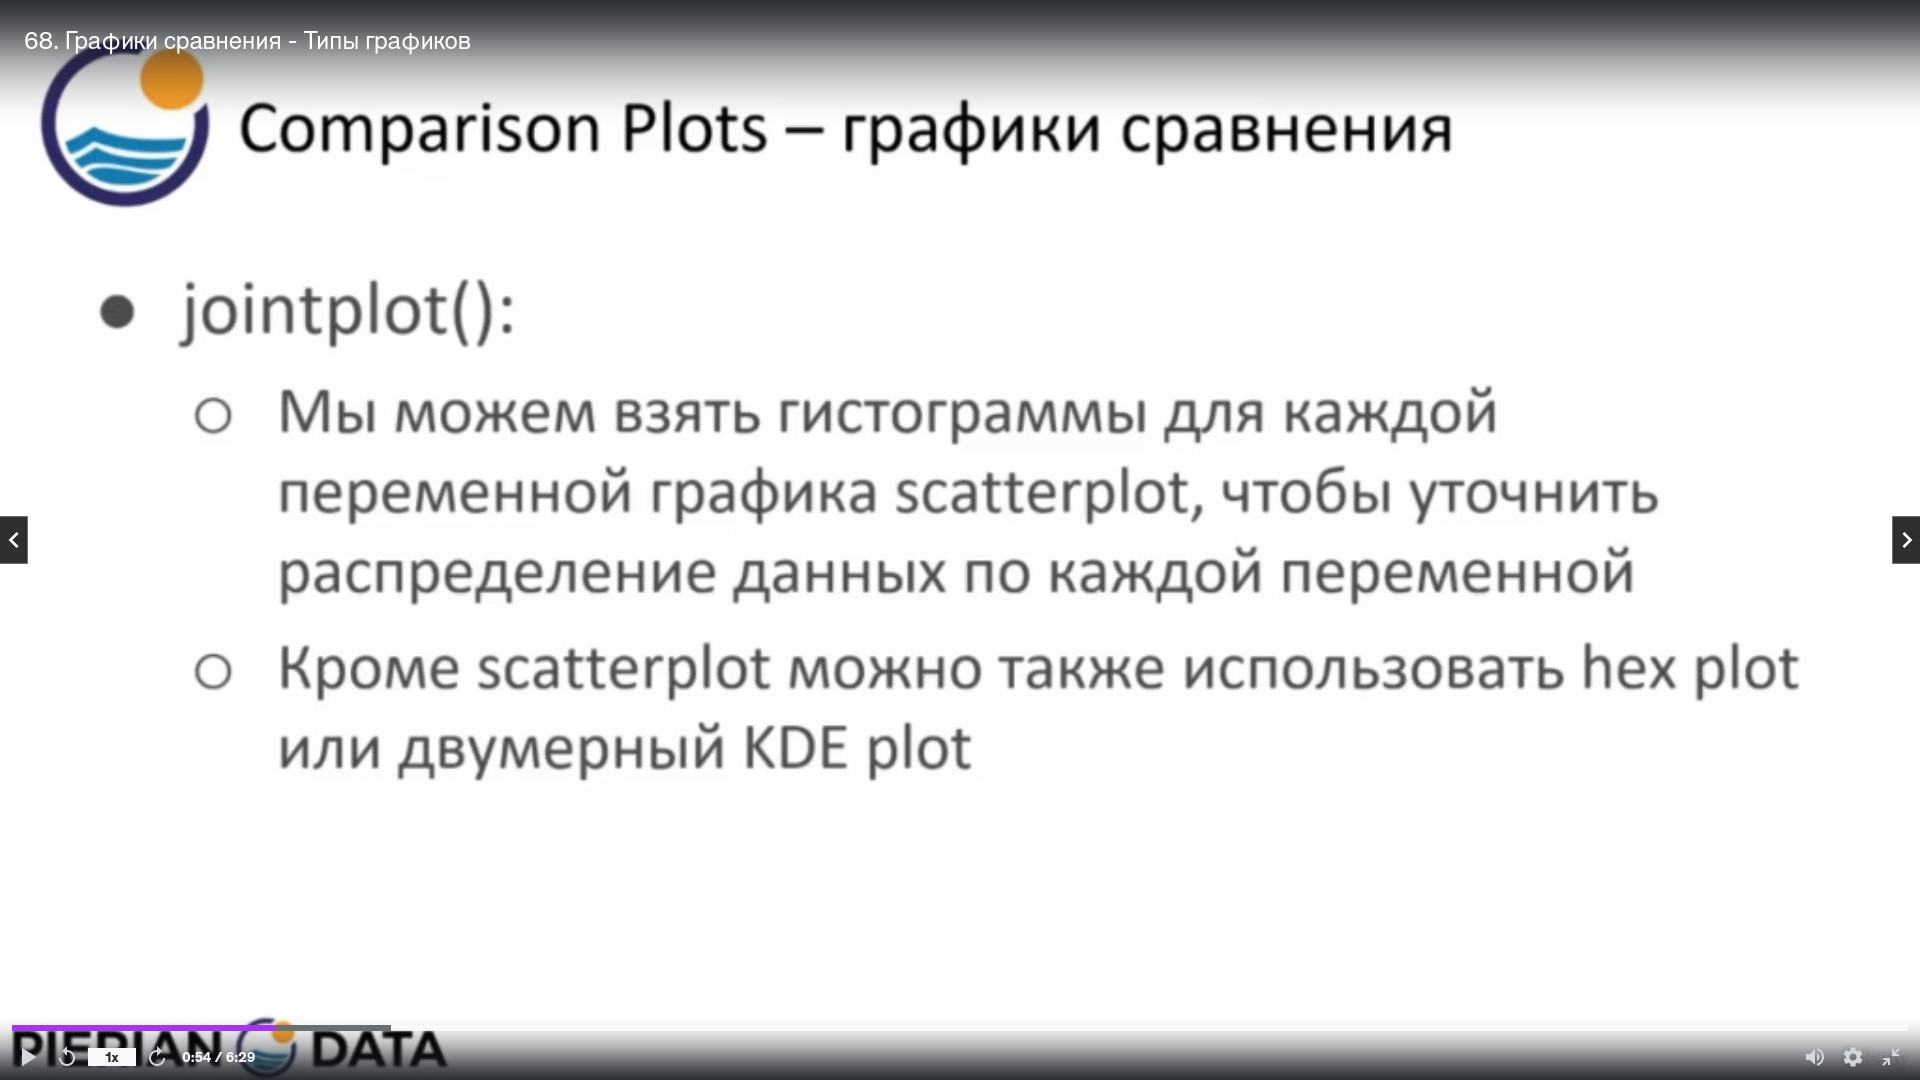 68. Графики сравнения - Типы графиков
Comparison Plots – графики сравнения
● jointplot():
○ Мы можем взять гистограммы для каждой
переменной графика scatterplot, чтобы уточнить
распределение данных по каждой переменной
○ Кроме scatterplot можно также использовать hex plot
или двумерный KDE plot
PIERIAN DATA
1x 0:54 / 6:29